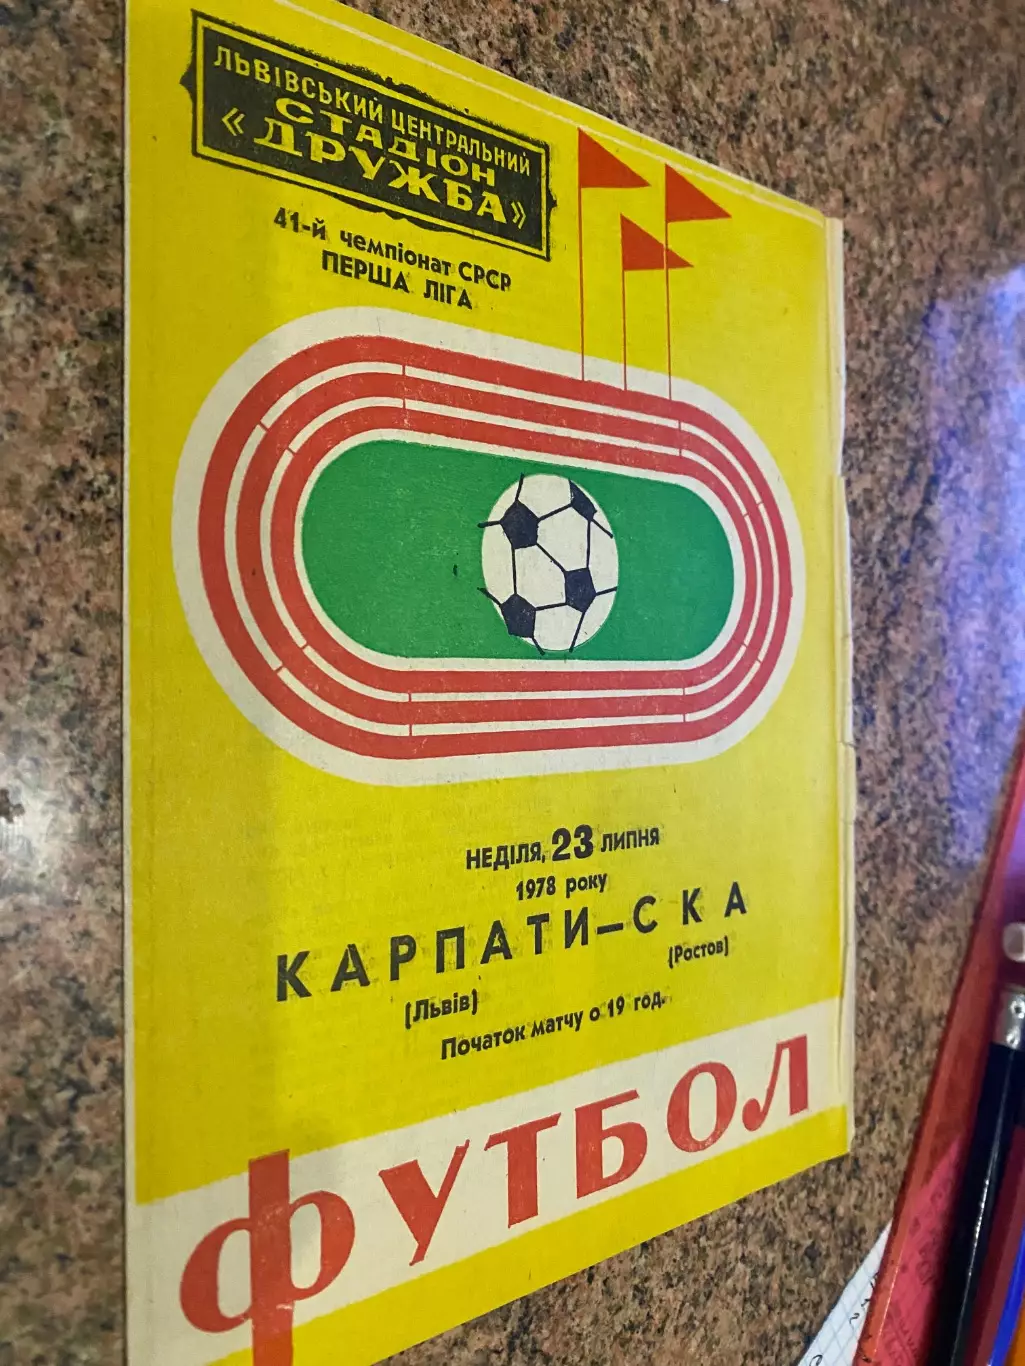 ЛЬВІВСЬКИЙ ЦЕНТРАЛЬНИЙ
СТАДІОН
«ДРУЖБА»
41-й чемпіонат СРСР
ПЕРША ЛІГА
НЕДІЛЯ, 23 ЛИПНЯ
1978 року
КАРПАТИ—СКА
(Львів) (Ростов)
Початок матчу о 19 год.
ФУТБОЛ